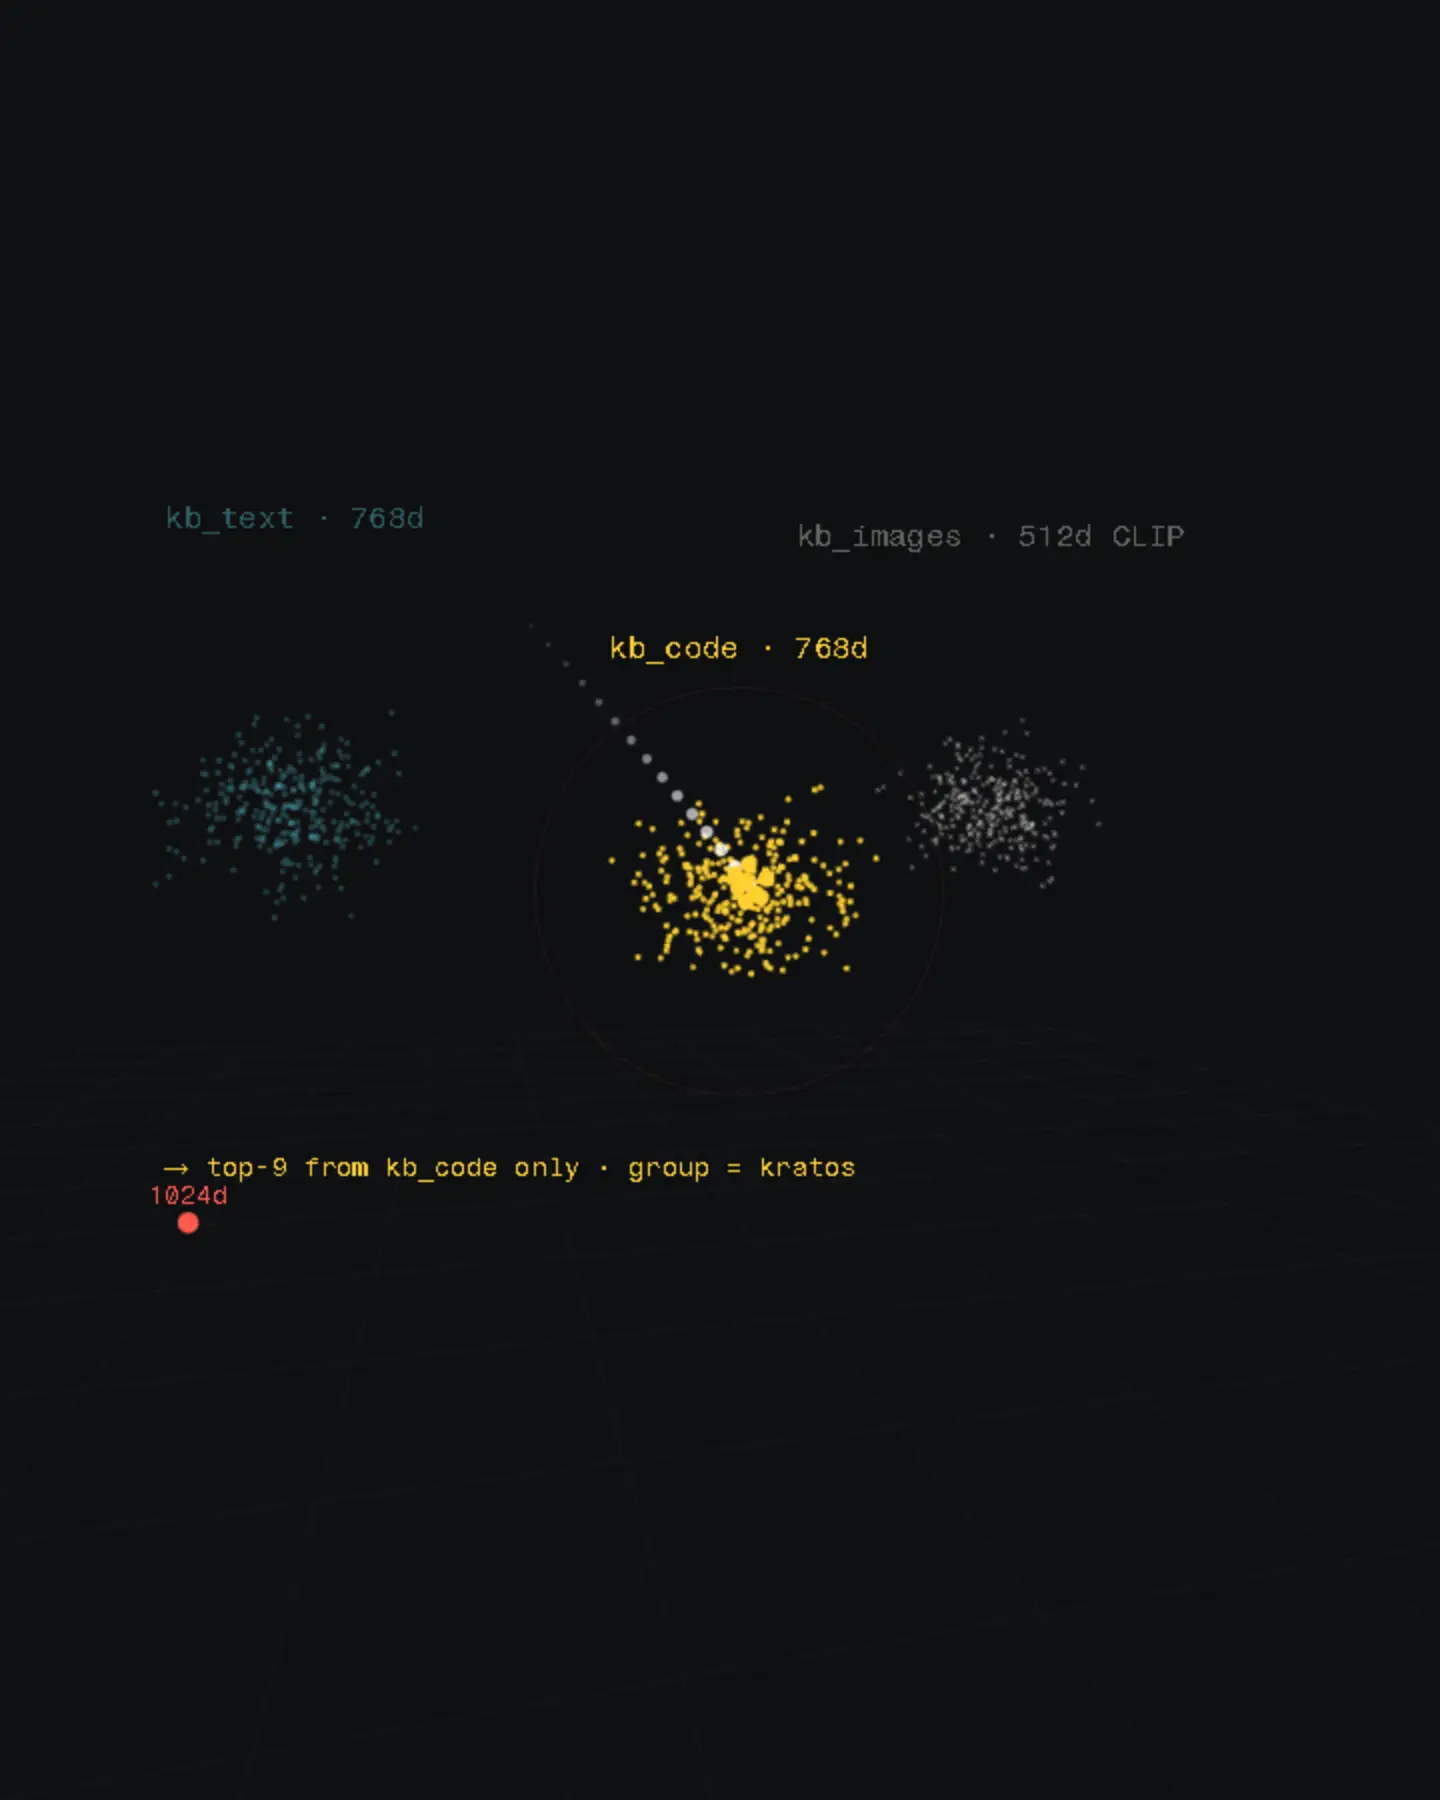 kb_text · 768d
kb_images · 512d CLIP
kb_code · 768d
→ top-9 from kb_code only · group = kratos
1024d